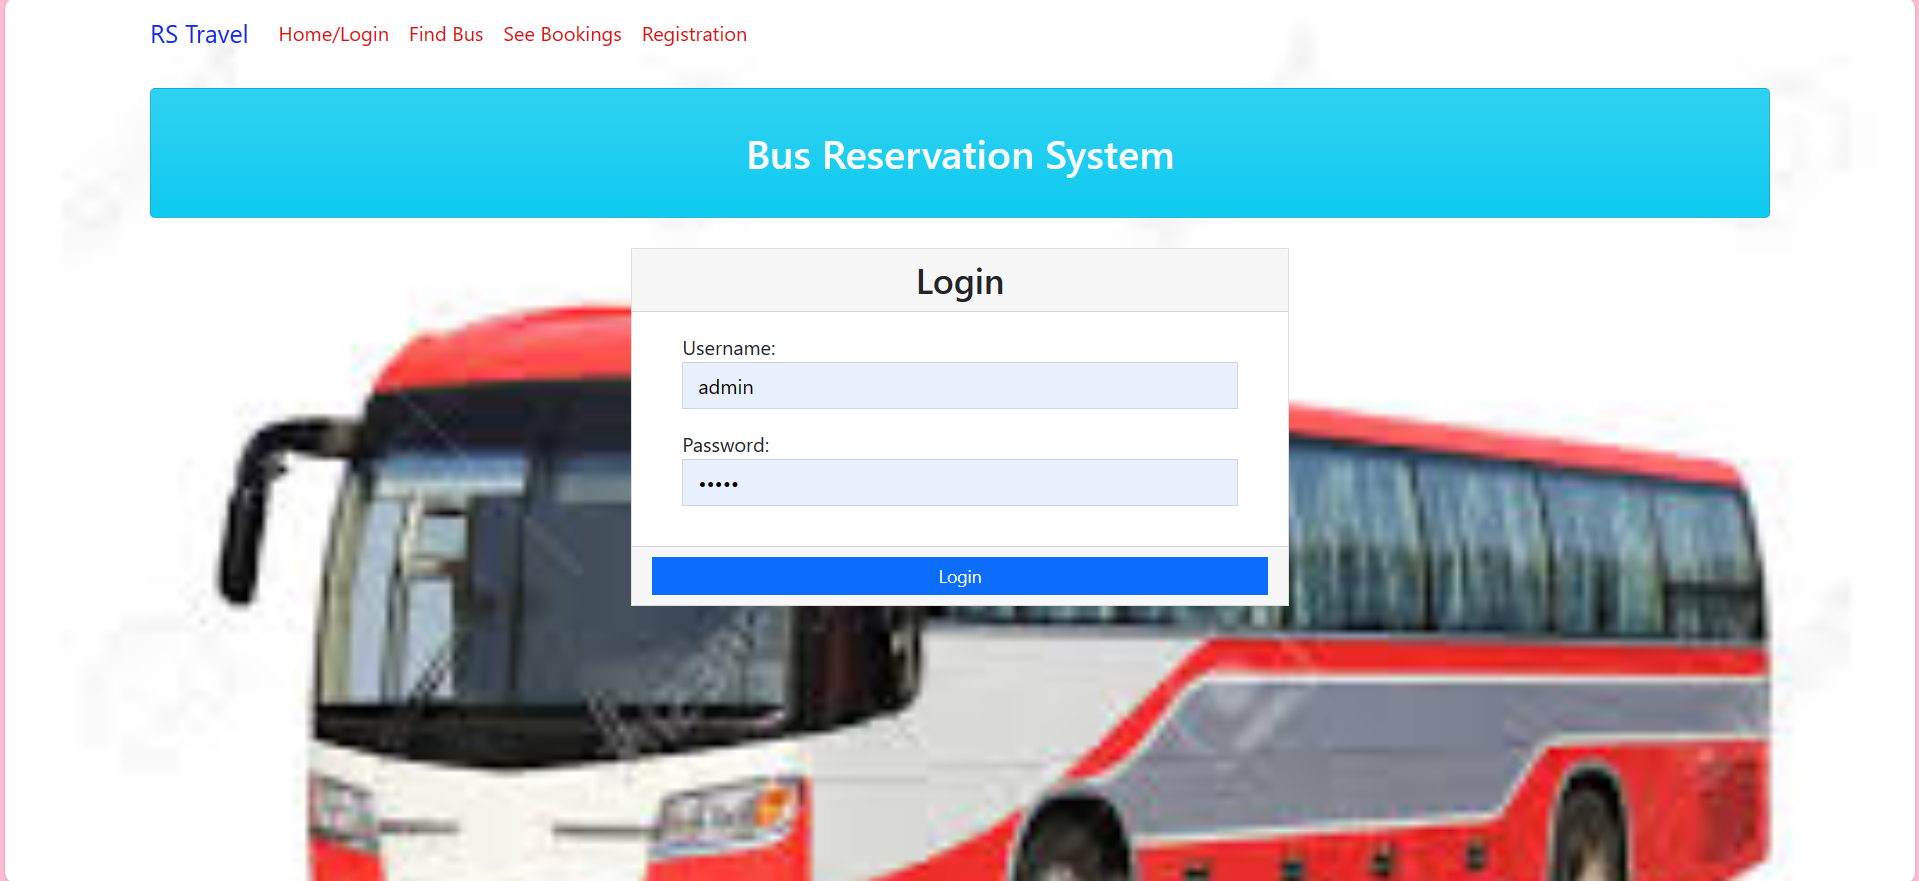 RS Travel Home/Login Find Bus See Bookings Registration
Bus Reservation System
Login
Username:
admin
Password:
•••••
Login